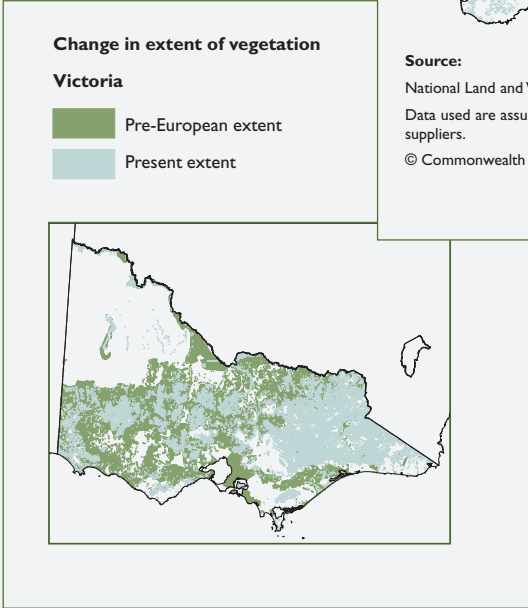 Change in extent of vegetation
Victoria
Pre-European extent
Present extent
Source:
National Land and
Data used are assu
suppliers.
© Commonwealth